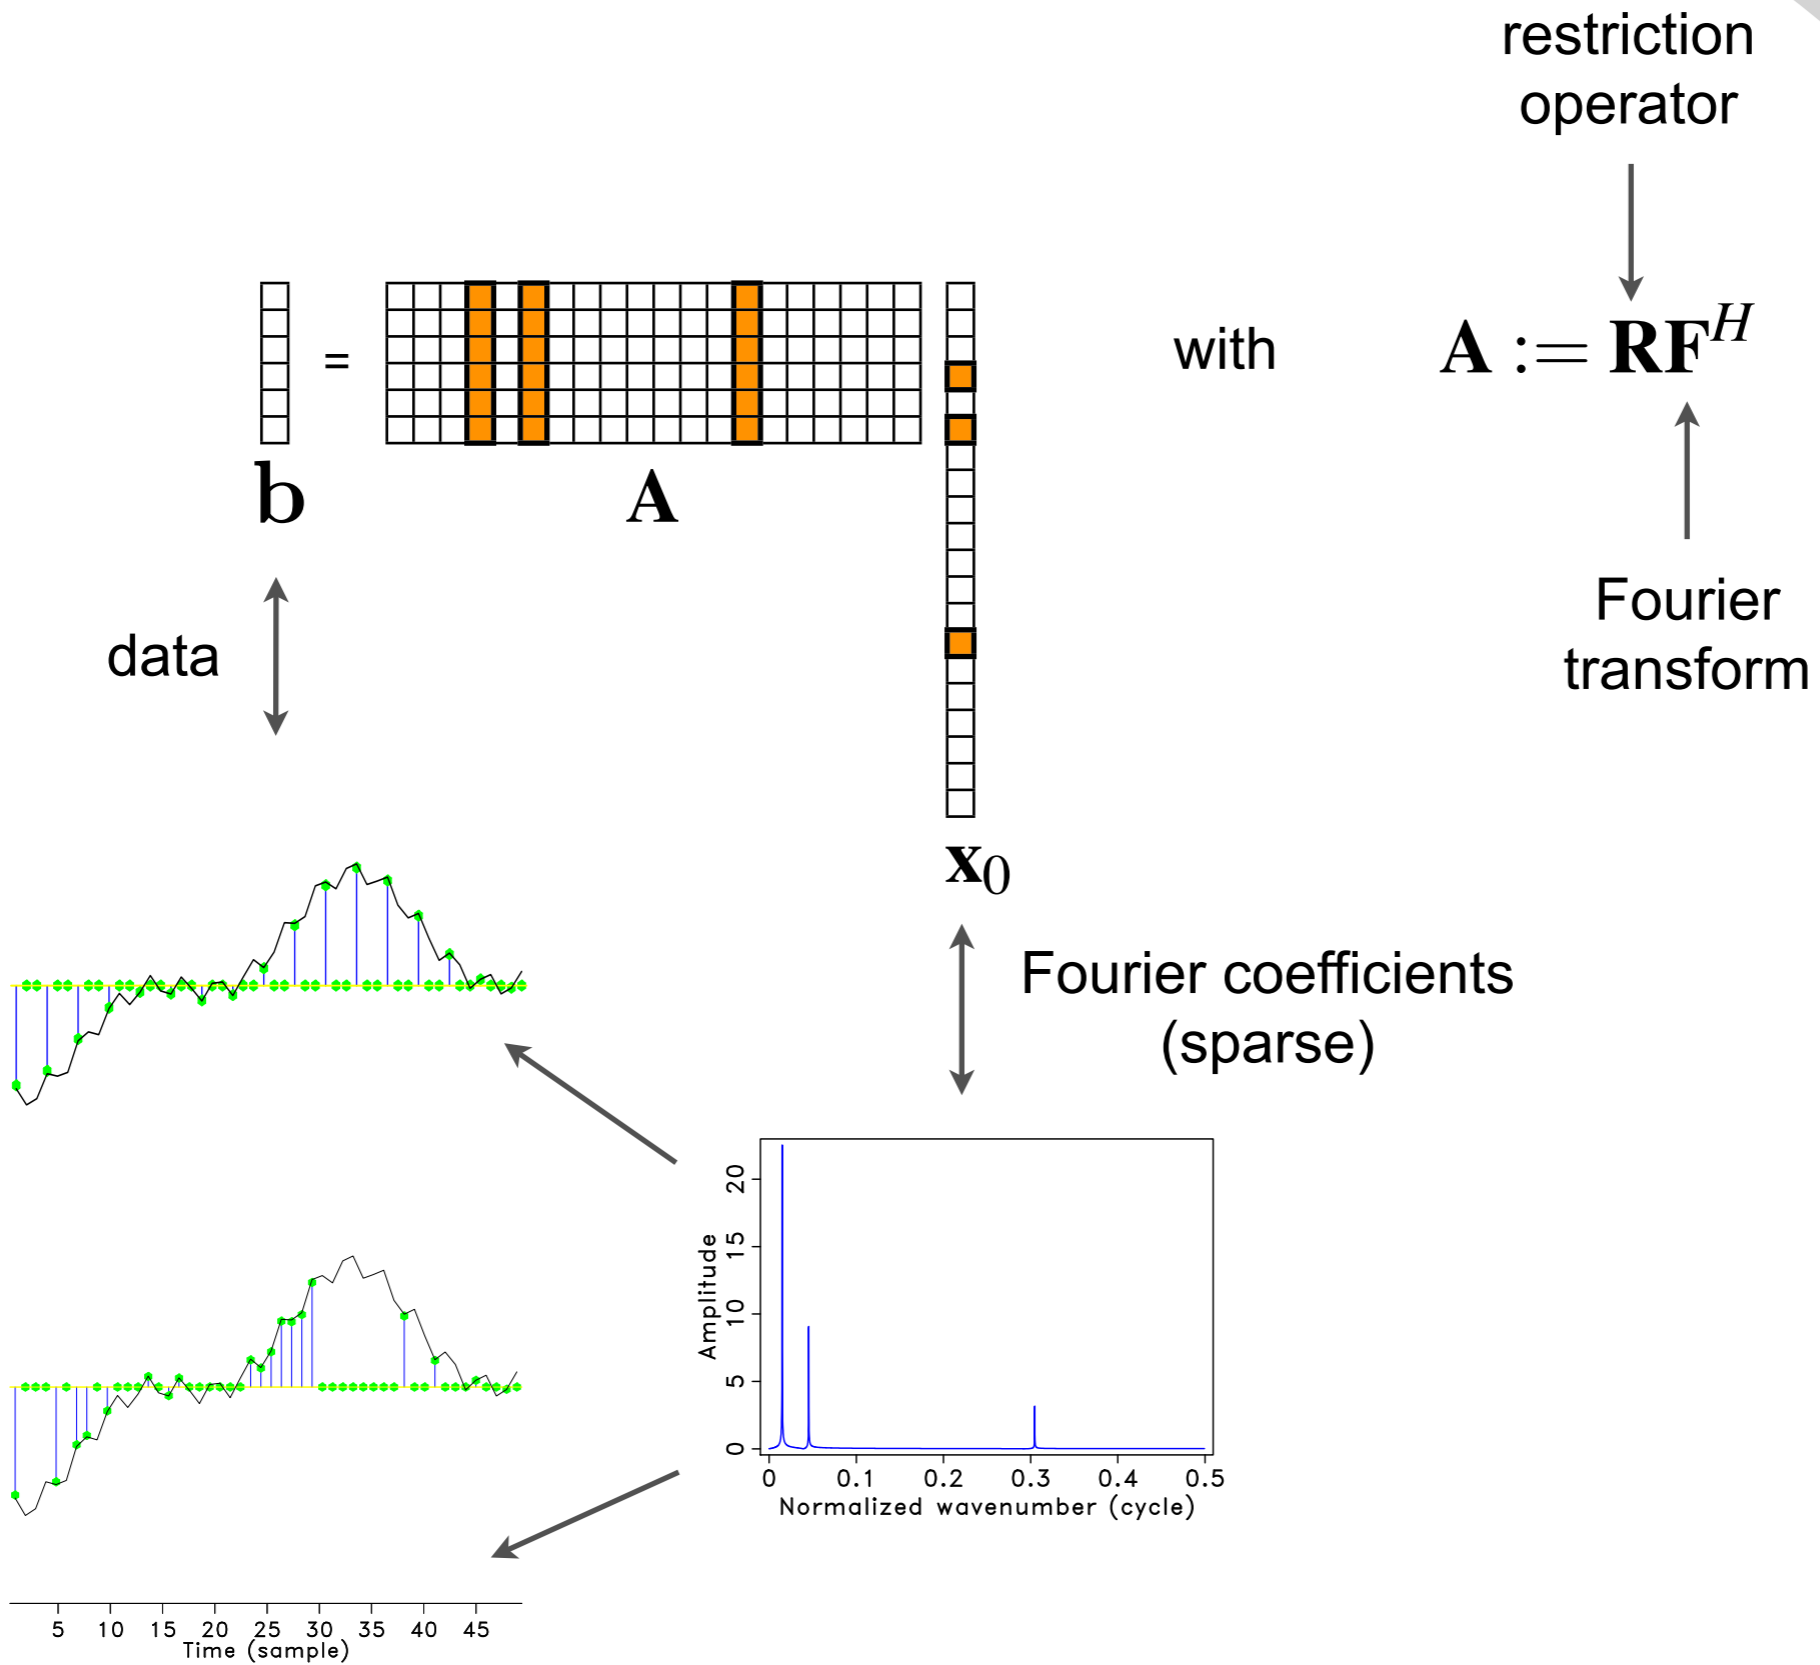 restriction
operator
=
with
A := RF^H
b
A
data
Fourier
transform
x_0
Fourier coefficients
(sparse)
Amplitude
20
15
10
5
0
0 0.1 0.2 0.3 0.4 0.5
Normalized wavenumber (cycle)
5 10 15 20 25 30 35 40 45
Time (sample)